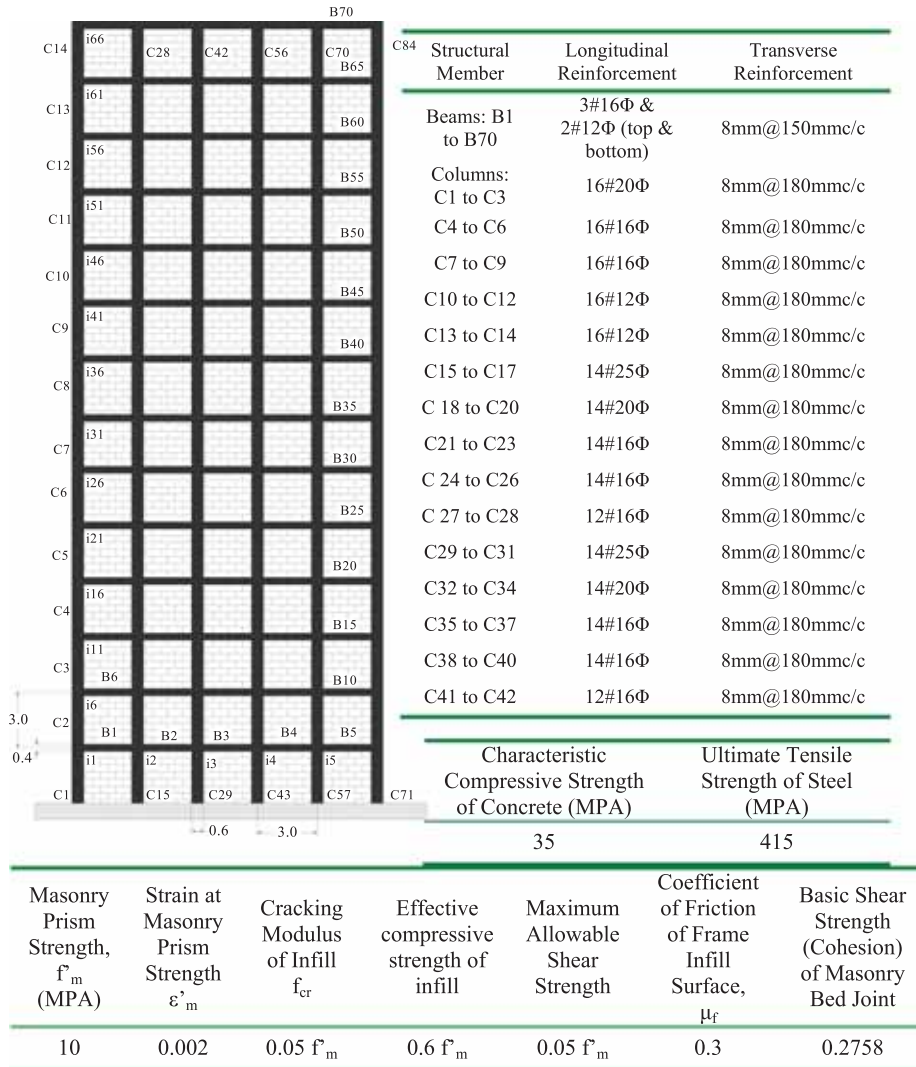 B70
C14
i66
C28
C42
C56
C70
B65
C84
C13
i61
B60
C12
i56
B55
C11
i51
B50
C10
i46
B45
C9
i41
B40
C8
i36
B35
C7
i31
B30
C6
i26
B25
C5
i21
B20
C4
i16
B15
C3
i11
B6
B10
3.0
C2
i6
B1
B2
B3
B4
B5
0.4
i1
i2
i3
i4
i5
C1
C15
C29
C43
C57
C71
0.6
3.0
Structural Member
Longitudinal Reinforcement
Transverse Reinforcement
Beams: B1 to B70
3#16Φ & 2#12Φ (top & bottom)
8mm@150mmc/c
Columns: C1 to C3
16#20Φ
8mm@180mmc/c
C4 to C6
16#16Φ
8mm@180mmc/c
C7 to C9
16#16Φ
8mm@180mmc/c
C10 to C12
16#12Φ
8mm@180mmc/c
C13 to C14
16#12Φ
8mm@180mmc/c
C15 to C17
14#25Φ
8mm@180mmc/c
C 18 to C20
14#20Φ
8mm@180mmc/c
C21 to C23
14#16Φ
8mm@180mmc/c
C 24 to C26
14#16Φ
8mm@180mmc/c
C 27 to C28
12#16Φ
8mm@180mmc/c
C29 to C31
14#25Φ
8mm@180mmc/c
C32 to C34
14#20Φ
8mm@180mmc/c
C35 to C37
14#16Φ
8mm@180mmc/c
C38 to C40
14#16Φ
8mm@180mmc/c
C41 to C42
12#16Φ
8mm@180mmc/c
Characteristic Compressive Strength of Concrete (MPA)
Ultimate Tensile Strength of Steel (MPA)
35
415
Masonry Prism Strength, f'm (MPA)
Strain at Masonry Prism Strength ε'm
Cracking Modulus of Infill fcr
Effective compressive strength of infill
Maximum Allowable Shear Strength
Coefficient of Friction of Frame Infill Surface, μf
Basic Shear Strength (Cohesion) of Masonry Bed Joint
10
0.002
0.05 f'm
0.6 f'm
0.05 f'm
0.3
0.2758